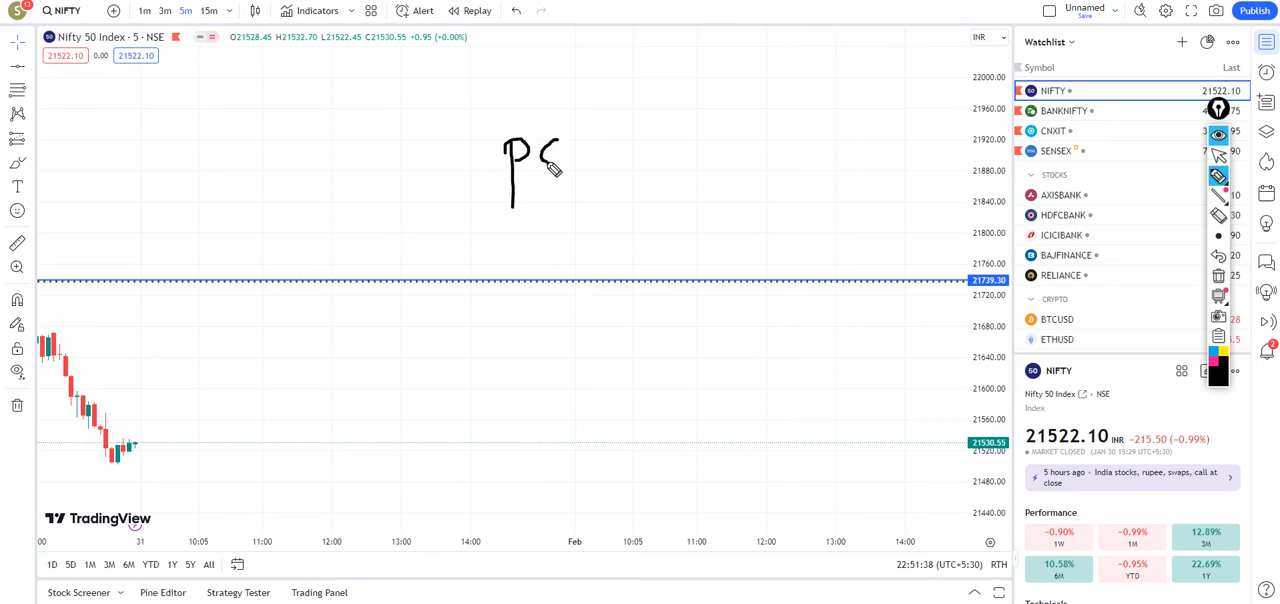 S 13 NIFTY 1m 3m 5m 15m Indicators Alert Replay Unnamed Save Publish
Nifty 50 Index · 5 · NSE O21528.45 H21532.70 L21522.45 C21530.55 +0.95 (+0.00%) INR
21522.10 0.00 21522.10
22000.00
21960.00
21920.00
21880.00
21840.00
21800.00
21760.00
21739.30
21720.00
21680.00
21640.00
21600.00
21560.00
21530.55
21520.00
21480.00
21440.00
PC
TradingView
31 10:05 11:00 12:00 13:00 14:00 Feb 10:05 11:00 12:00 13:00 14:00
1D 5D 1M 3M 6M YTD 1Y 5Y All 22:51:38 (UTC+5:30) RTH
Stock Screener Pine Editor Strategy Tester Trading Panel
Watchlist
Symbol Last
50 NIFTY 21522.10
BANKNIFTY
CNXIT
SENSEX D
STOCKS
AXISBANK
HDFCBANK
ICICIBANK
BAJFINANCE
RELIANCE
CRYPTO
BTCUSD
ETHUSD
50 NIFTY
Nifty 50 Index · NSE
Index
21522.10 INR −215.50 (−0.99%)
MARKET CLOSED (JAN 30 15:29 UTC+5:30)
5 hours ago · India stocks, rupee, swaps, call at
close
Performance
−0.90% −0.99% 12.89%
1W 1M 3M
10.58% −0.95% 22.69%
6M YTD 1Y
2